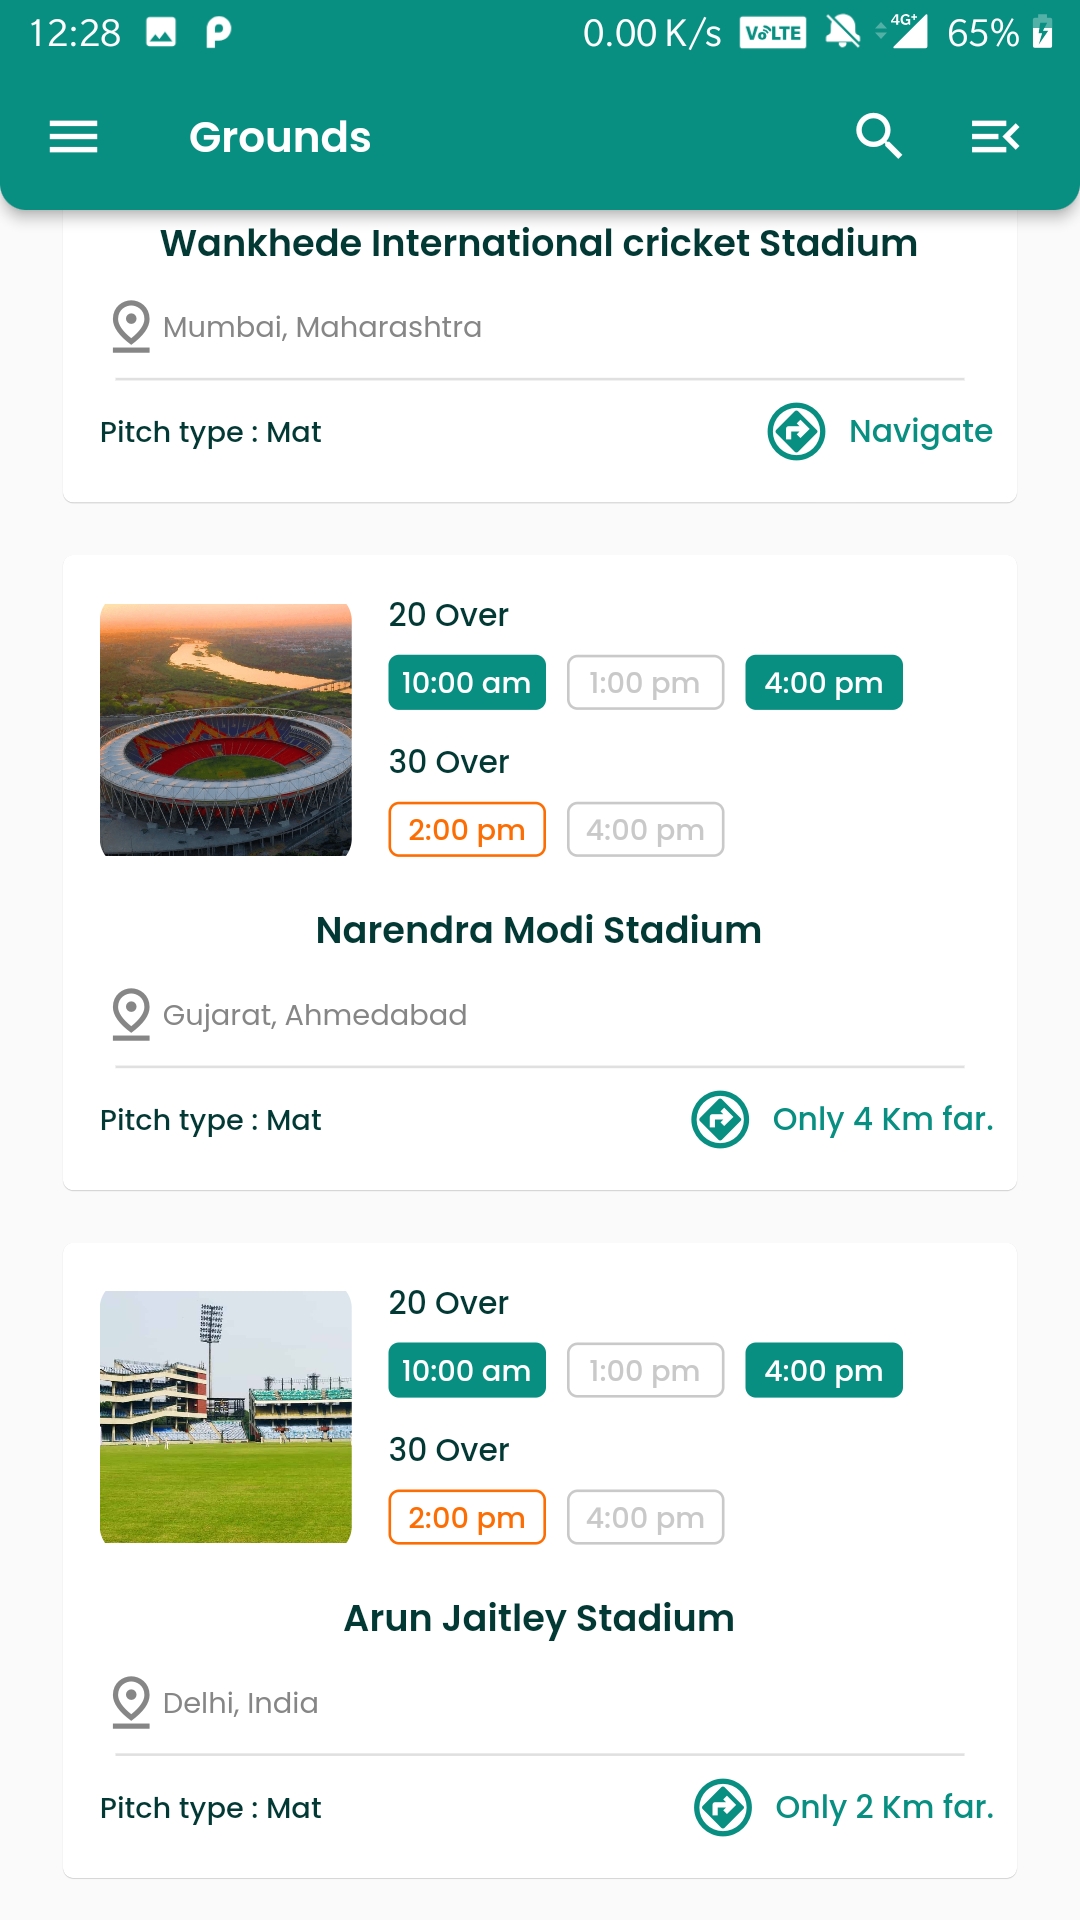 12:28 0.00 K/s VoLTE 4G+ 65%
Grounds
Wankhede International cricket Stadium
Mumbai, Maharashtra
Pitch type : Mat Navigate
20 Over
10:00 am 1:00 pm 4:00 pm
30 Over
2:00 pm 4:00 pm
Narendra Modi Stadium
Gujarat, Ahmedabad
Pitch type : Mat Only 4 Km far.
20 Over
10:00 am 1:00 pm 4:00 pm
30 Over
2:00 pm 4:00 pm
Arun Jaitley Stadium
Delhi, India
Pitch type : Mat Only 2 Km far.